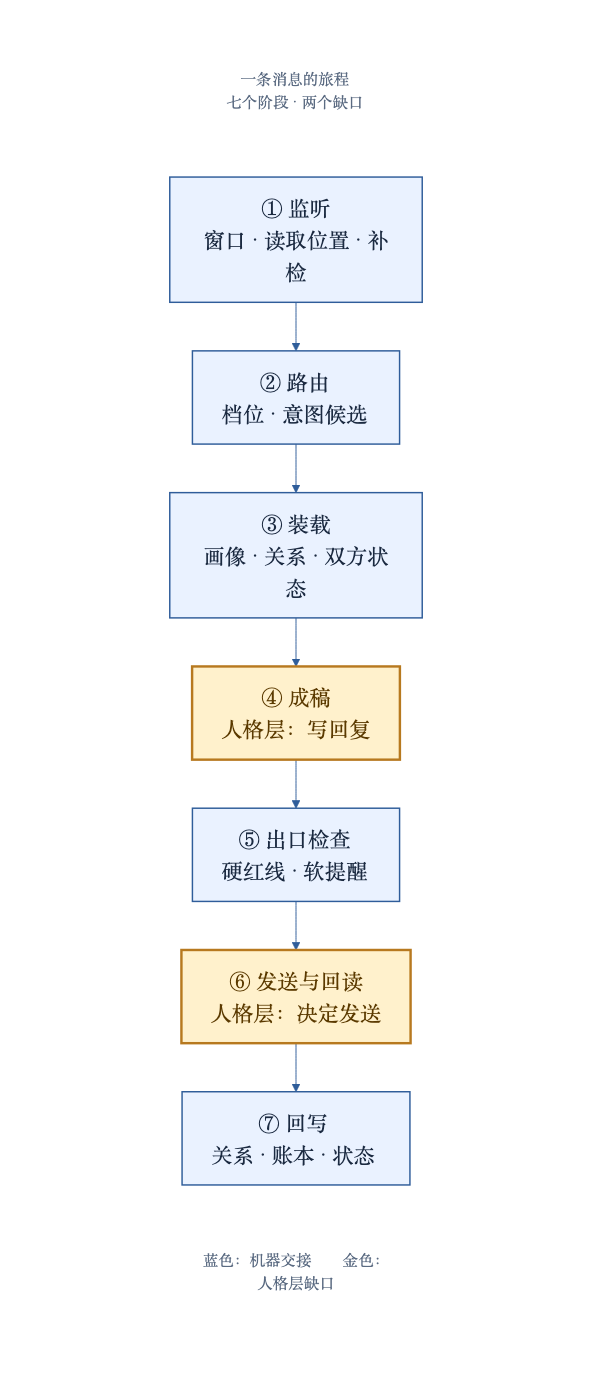 一条消息的旅程
七个阶段 · 两个缺口
① 监听
窗口 · 读取位置 · 补
检
② 路由
档位 · 意图候选
③ 装载
画像 · 关系 · 双方状
态
④ 成稿
人格层：写回复
⑤ 出口检查
硬红线 · 软提醒
⑥ 发送与回读
人格层：决定发送
⑦ 回写
关系 · 账本 · 状态
蓝色：机器交接　　金色：
人格层缺口